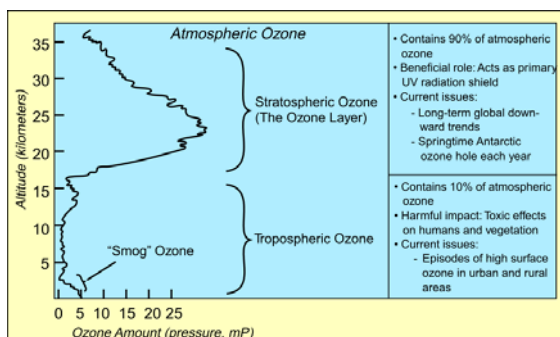 Atmospheric Ozone
35
30
25
20
15
10
5
Altitude (kilometers)
0 5 10 15 20 25
Ozone Amount (pressure, mP)
Stratospheric Ozone
(The Ozone Layer)
Tropospheric Ozone
"Smog" Ozone
• Contains 90% of atmospheric
ozone
• Beneficial role: Acts as primary
UV radiation shield
• Current issues:
- Long-term global down-
ward trends
- Springtime Antarctic
ozone hole each year
• Contains 10% of atmospheric
ozone
• Harmful impact: Toxic effects
on humans and vegetation
• Current issues:
- Episodes of high surface
ozone in urban and rural
areas